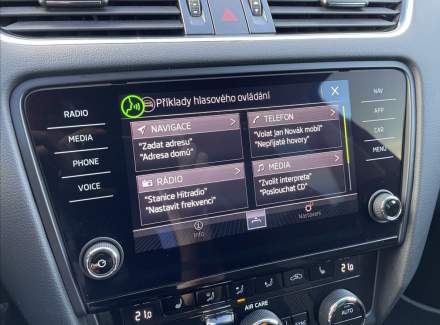 Příklady hlasového ovládání
RADIO
MEDIA
PHONE
VOICE
NAVIGACE
"Zadat adresu"
"Adresa domů"
TELEFON
"Volat Jan Novák mobil"
"Nepřijaté hovory"
RÁDIO
"Stanice Hitradio"
"Nastavit frekvenci"
MÉDIA
"Zvolit interpreta"
"Poslouchat CD"
Info
Nastavení
NAV
APP
CAR
MENU
21.0
AIR CARE
21.0
SYNC
AUTO